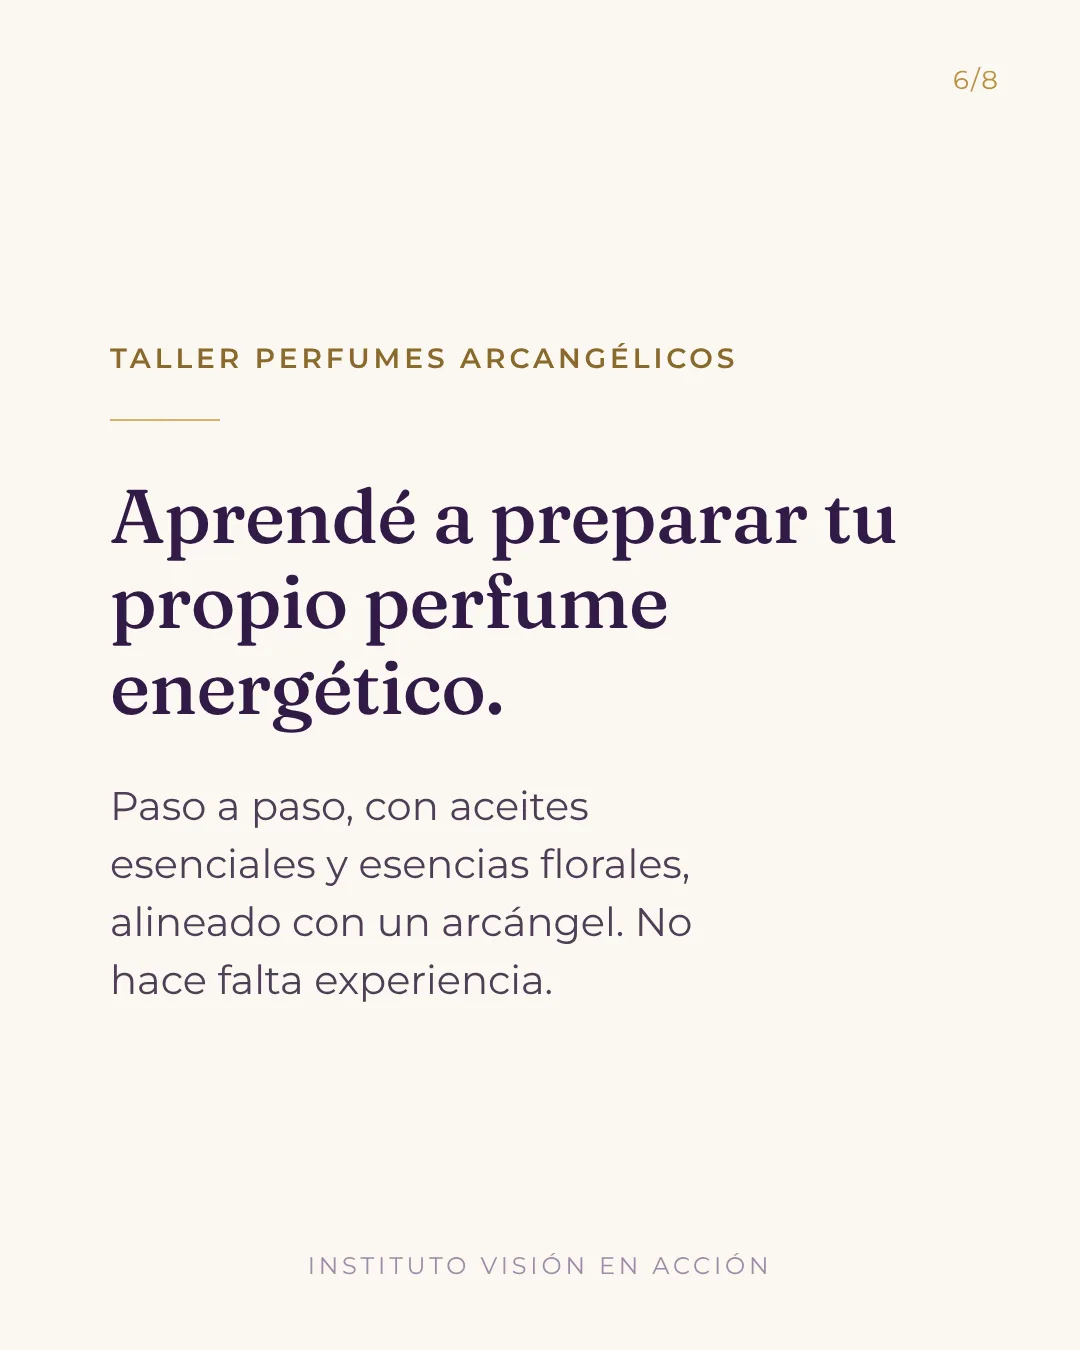 6/8
TALLER PERFUMES ARCANGÉLICOS
Aprendé a preparar tu
propio perfume
energético.
Paso a paso, con aceites
esenciales y esencias florales,
alineado con un arcángel. No
hace falta experiencia.
INSTITUTO VISIÓN EN ACCIÓN